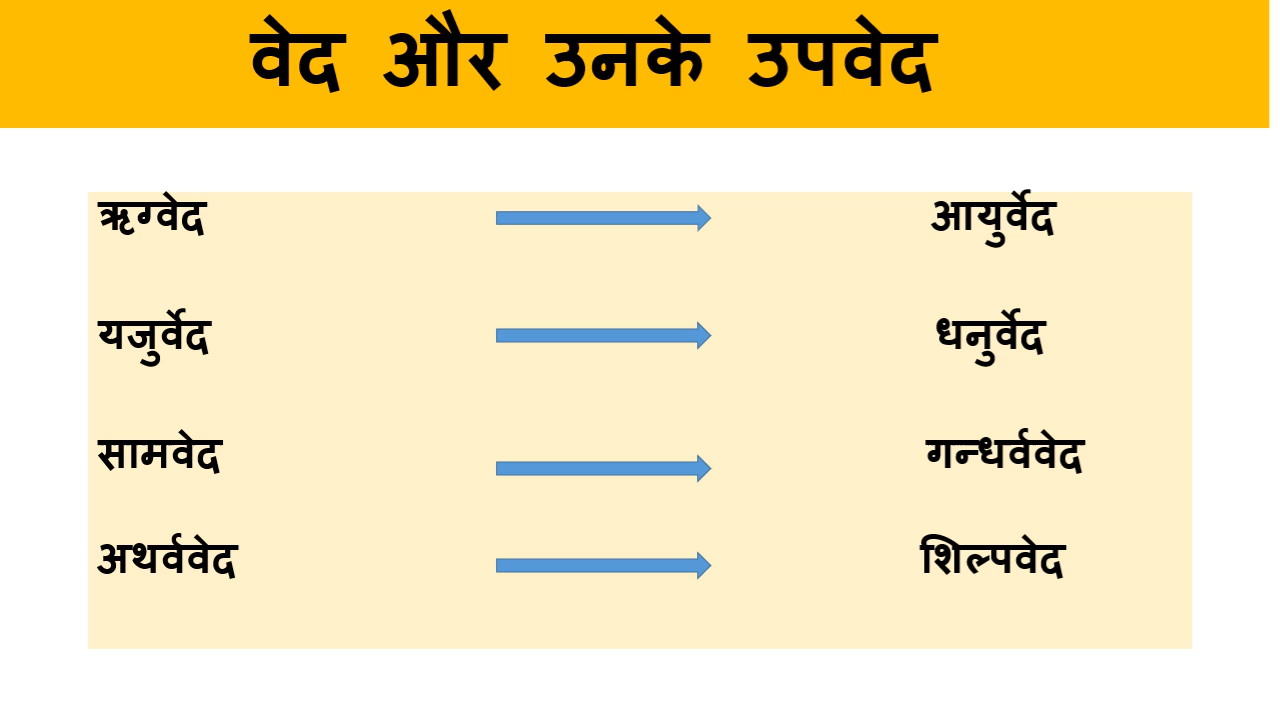 वेद और उनके उपवेद
ऋग्वेद आयुर्वेद
यजुर्वेद धनुर्वेद
सामवेद गन्धर्ववेद
अथर्ववेद शिल्पवेद